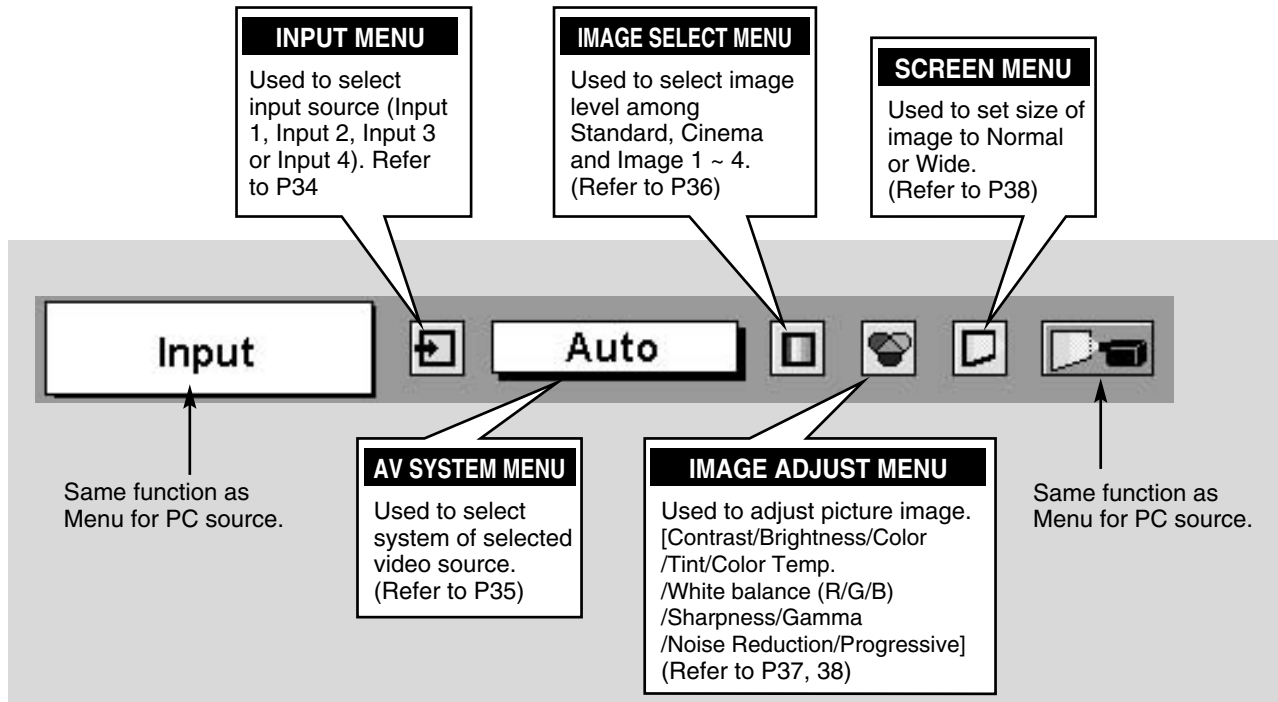 INPUT MENU
Used to select
input source (Input
1, Input 2, Input 3
or Input 4). Refer
to P34
IMAGE SELECT MENU
Used to select image
level among
Standard, Cinema
and Image 1 ~ 4.
(Refer to P36)
SCREEN MENU
Used to set size of
image to Normal
or Wide.
(Refer to P38)
Input
Auto
Same function as
Menu for PC source.
AV SYSTEM MENU
Used to select
system of selected
video source.
(Refer to P35)
IMAGE ADJUST MENU
Used to adjust picture image.
[Contrast/Brightness/Color
/Tint/Color Temp.
/White balance (R/G/B)
/Sharpness/Gamma
/Noise Reduction/Progressive]
(Refer to P37, 38)
Same function as
Menu for PC source.